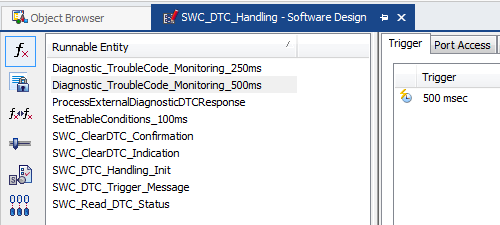 Object Browser
SWC_DTC_Handling - Software Design
Runnable Entity
Diagnostic_TroubleCode_Monitoring_250ms
Diagnostic_TroubleCode_Monitoring_500ms
ProcessExternalDiagnosticDTCResponse
SetEnableConditions_100ms
SWC_ClearDTC_Confirmation
SWC_ClearDTC_Indication
SWC_DTC_Handling_Init
SWC_DTC_Trigger_Message
SWC_Read_DTC_Status
Trigger
Port Access
Trigger
500 msec